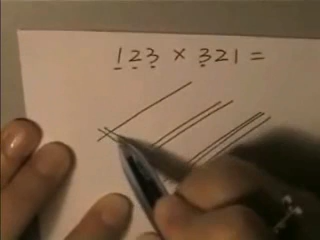 123 × 321 =